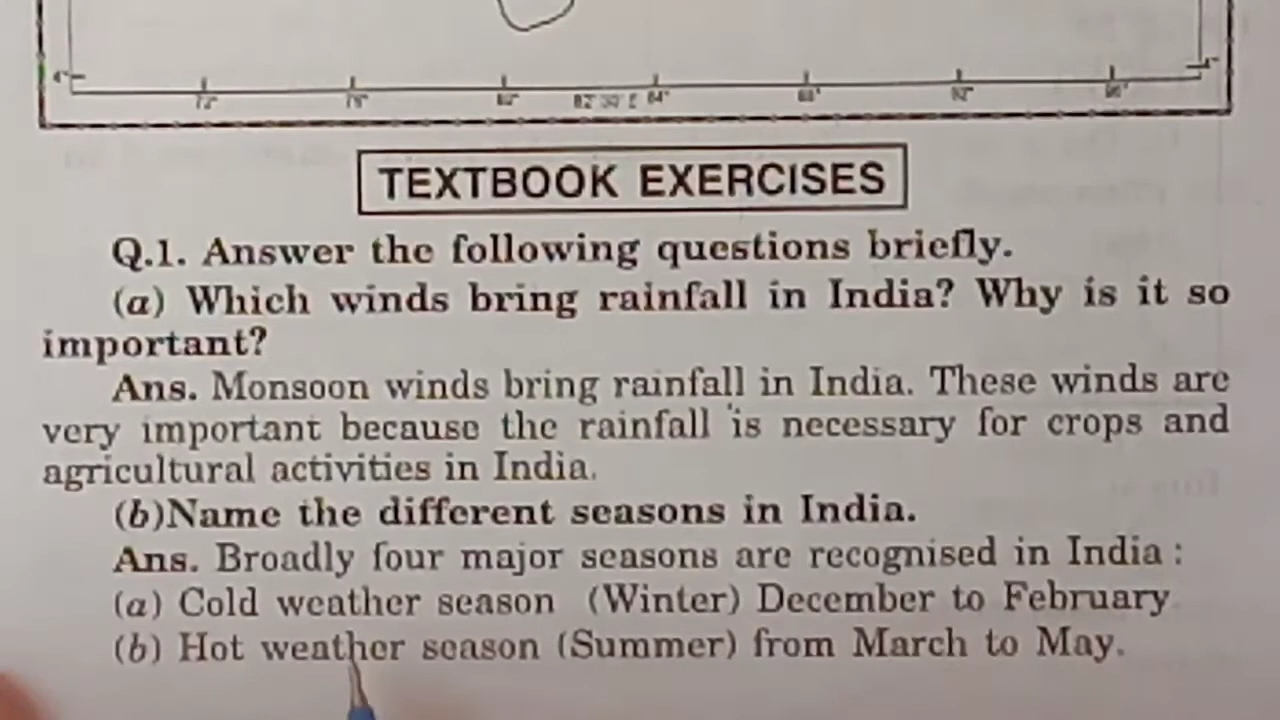 82° 30' E 84°
TEXTBOOK EXERCISES
Q.1. Answer the following questions briefly.
(a) Which winds bring rainfall in India? Why is it so
important?
Ans. Monsoon winds bring rainfall in India. These winds are
very important because the rainfall is necessary for crops and
agricultural activities in India.
(b)Name the different seasons in India.
Ans. Broadly four major seasons are recognised in India :
(a) Cold weather season (Winter) December to February
(b) Hot weather season (Summer) from March to May.